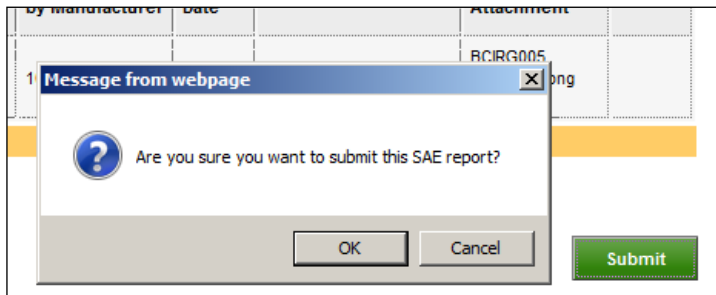 by Manufacturer Date Attachment
BCIRG005
Message from webpage
Are you sure you want to submit this SAE report?
OK Cancel
Submit